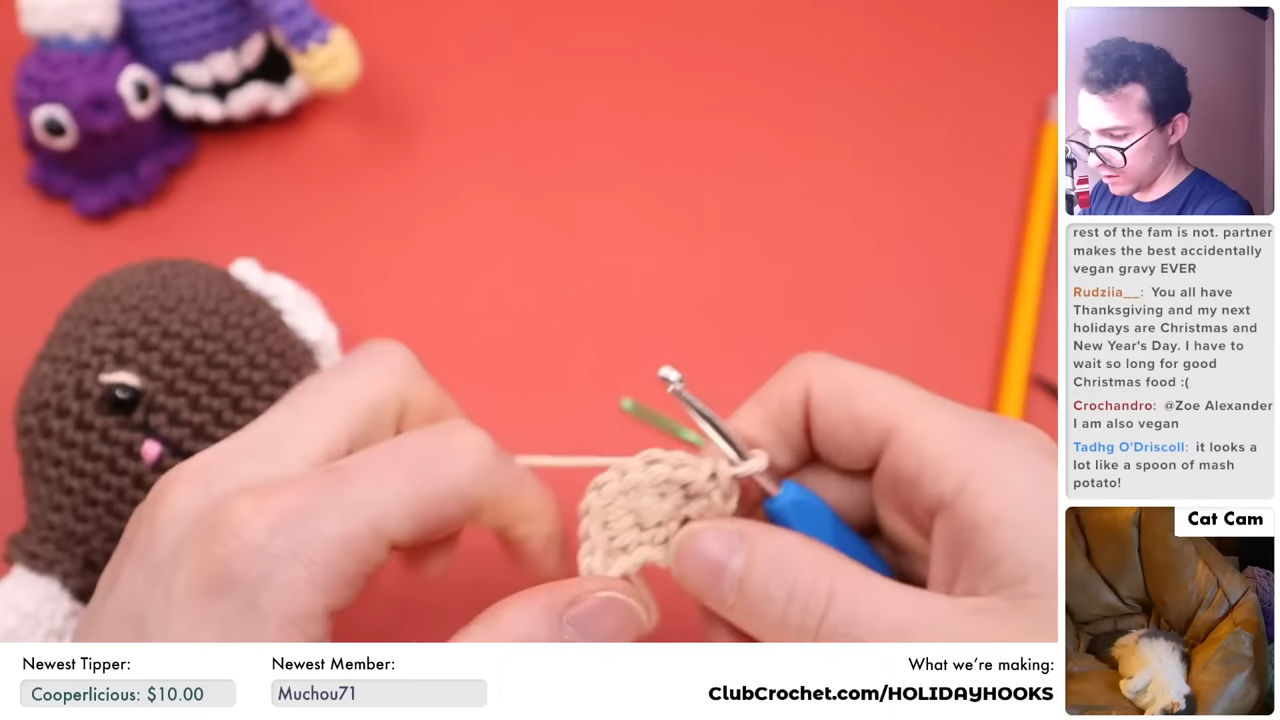 rest of the fam is not. partner
makes the best accidentally
vegan gravy EVER
Rudziia__: You all have
Thanksgiving and my next
holidays are Christmas and
New Year's Day. I have to
wait so long for good
Christmas food :(
Crochandro: @Zoe Alexander
I am also vegan
Tadhg O'Driscoll: it looks a
lot like a spoon of mash
potato!
Cat Cam
Newest Tipper:
Cooperlicious: $10.00
Newest Member:
Muchou71
What we're making:
ClubCrochet.com/HOLIDAYHOOKS